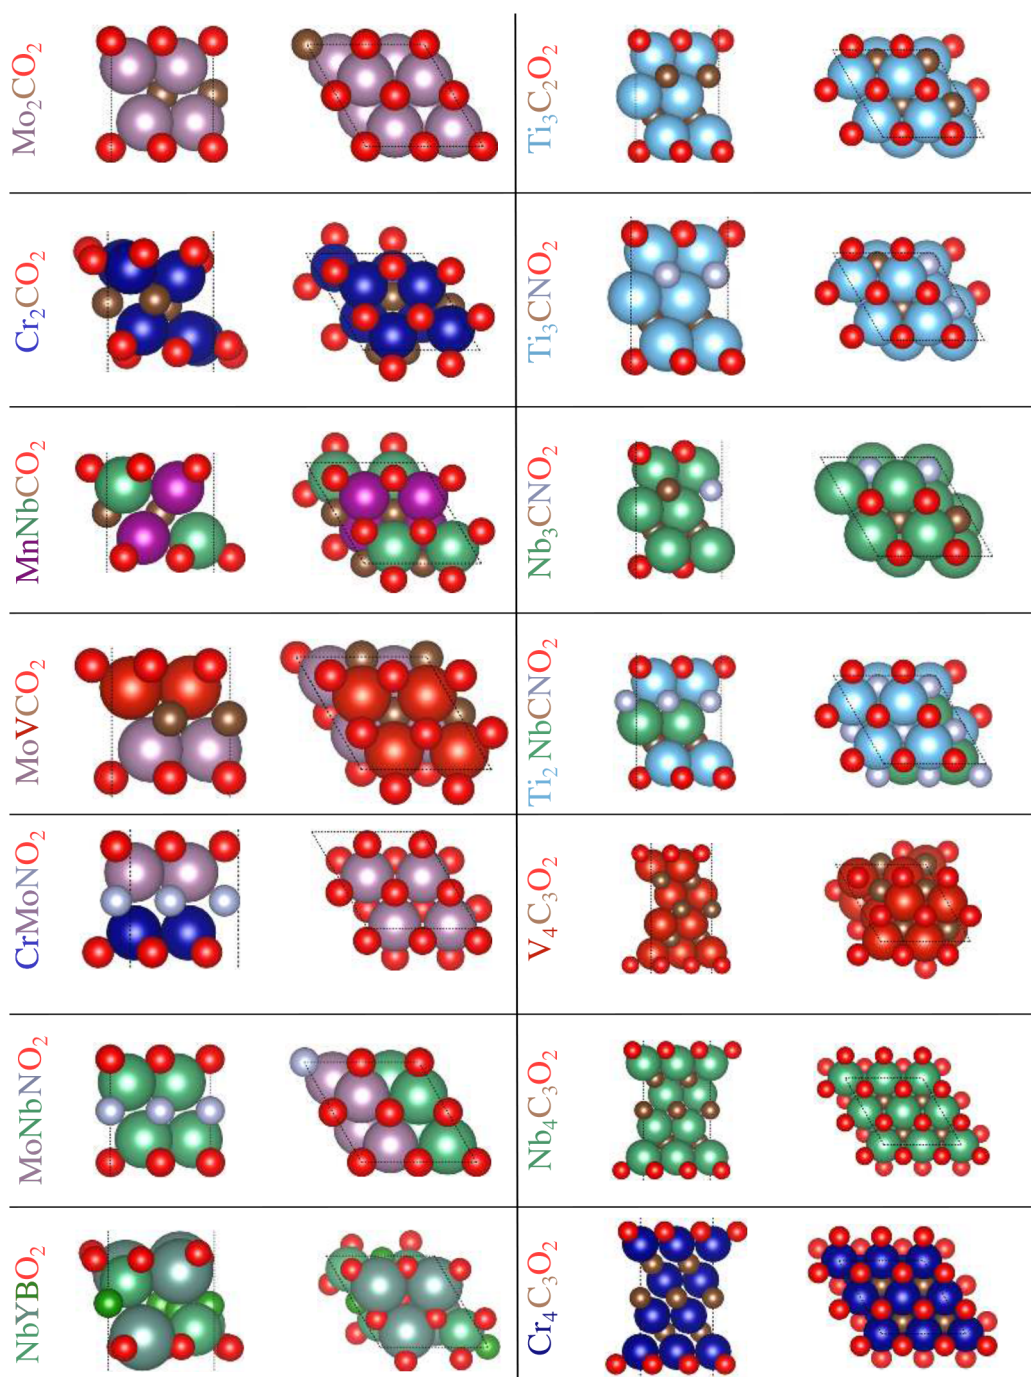 Mo₂CO₂
Ti₃C₂O₂
Cr₂CO₂
Ti₃CNO₂
MnNbCO₂
Nb₃CNO₂
MoVCO₂
Ti₂NbCNO₂
CrMoNO₂
V₄C₃O₂
MoNbNO₂
Nb₄C₃O₂
NbYBO₂
Cr₄C₃O₂